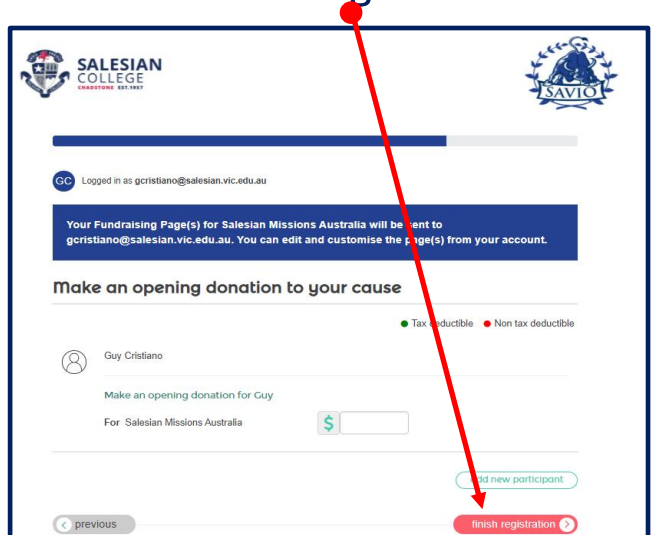 SALESIAN
COLLEGE
CHADSTONE EST.1957
SAVIO
GC Logged in as gcristiano@salesian.vic.edu.au
Your Fundraising Page(s) for Salesian Missions Australia will be sent to
gcristiano@salesian.vic.edu.au. You can edit and customise the page(s) from your account.
Make an opening donation to your cause
Tax deductible Non tax deductible
Guy Cristiano
Make an opening donation for Guy
For Salesian Missions Australia $
add new participant
previous finish registration